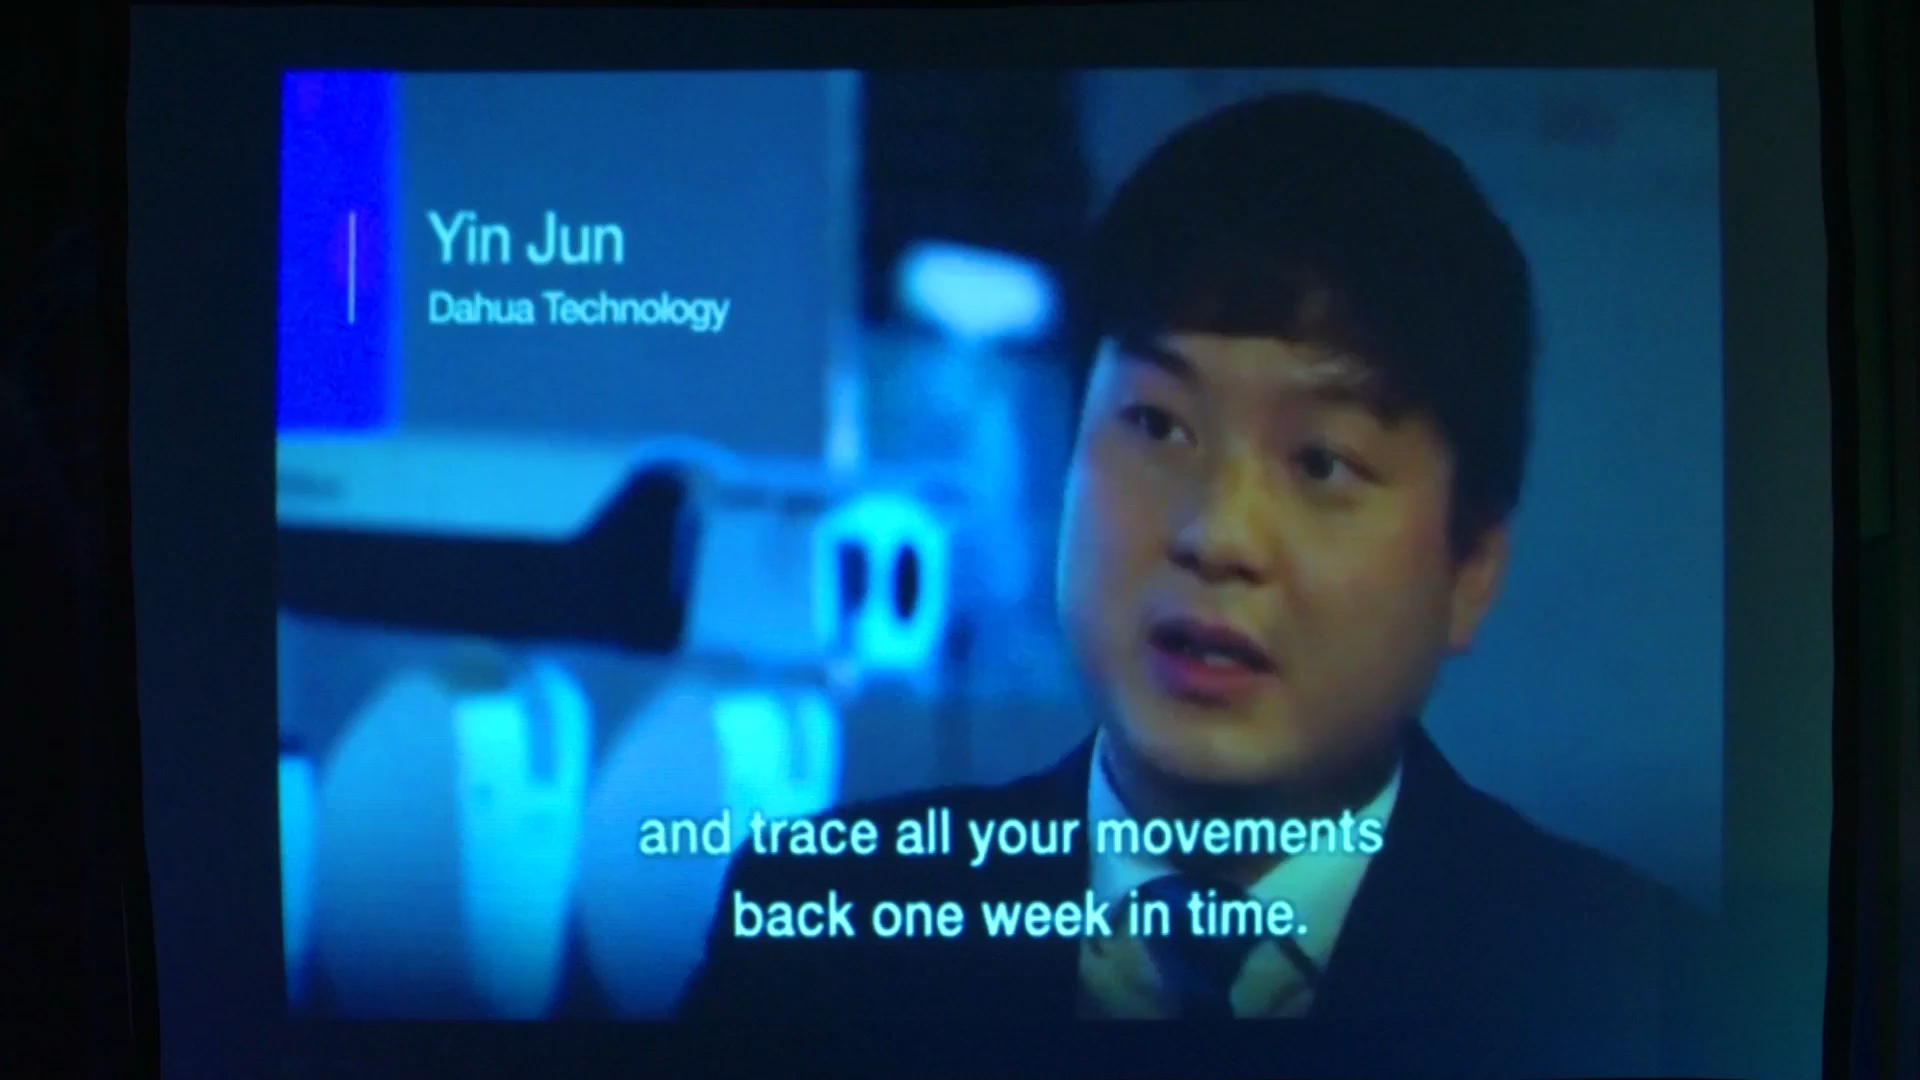 Yin Jun
Dahua Technology
and trace all your movements
back one week in time.